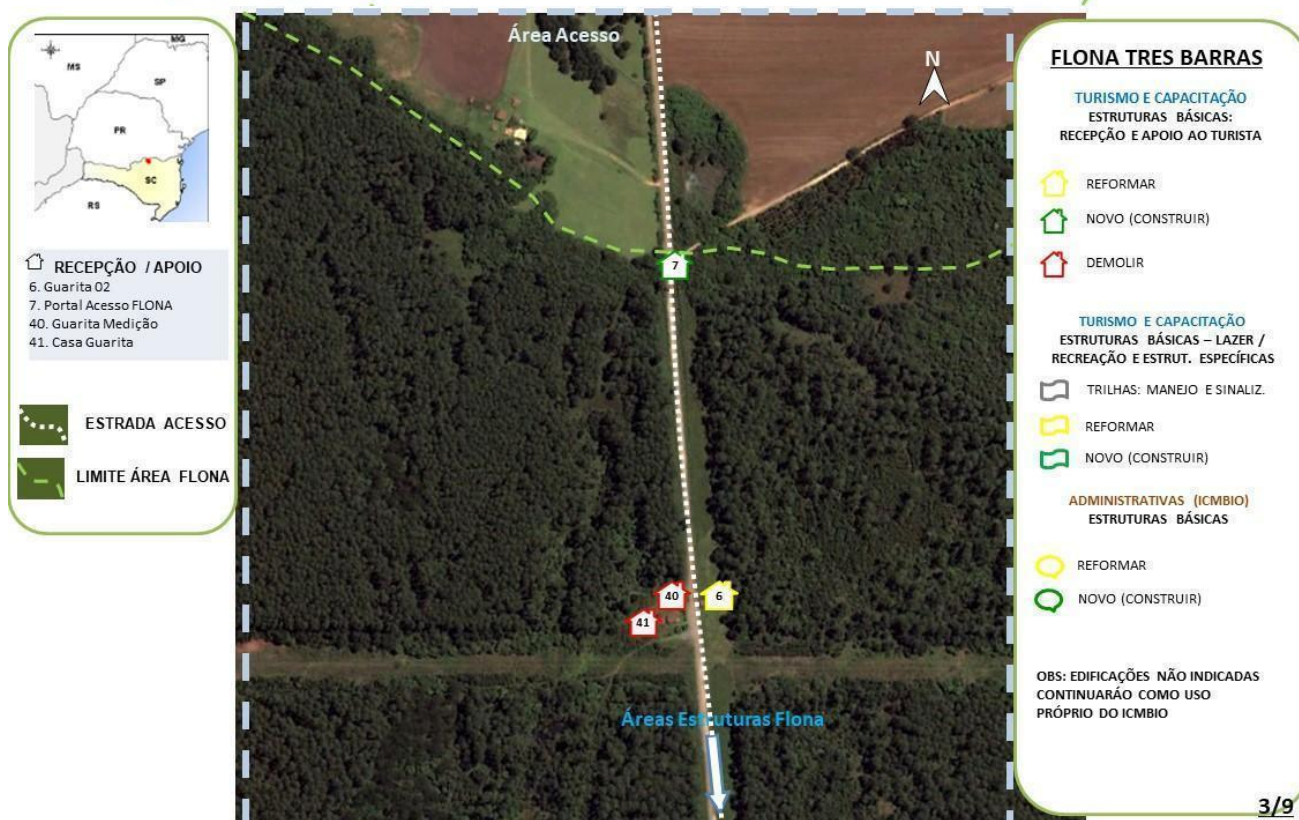 MG
MS
SP
PR
SC
RS
RECEPÇÃO / APOIO
6. Guarita 02
7. Portal Acesso FLONA
40. Guarita Medição
41. Casa Guarita
ESTRADA ACESSO
LIMITE ÁREA FLONA
Área Acesso
N
7
40
6
41
Áreas Estruturas Flona
FLONA TRES BARRAS
TURISMO E CAPACITAÇÃO
ESTRUTURAS BÁSICAS:
RECEPÇÃO E APOIO AO TURISTA
REFORMAR
NOVO (CONSTRUIR)
DEMOLIR
TURISMO E CAPACITAÇÃO
ESTRUTURAS BÁSICAS – LAZER /
RECREAÇÃO E ESTRUT. ESPECÍFICAS
TRILHAS: MANEJO E SINALIZ.
REFORMAR
NOVO (CONSTRUIR)
ADMINISTRATIVAS (ICMBIO)
ESTRUTURAS BÁSICAS
REFORMAR
NOVO (CONSTRUIR)
OBS: EDIFICAÇÕES NÃO INDICADAS
CONTINUARÁO COMO USO
PRÓPRIO DO ICMBIO
3/9